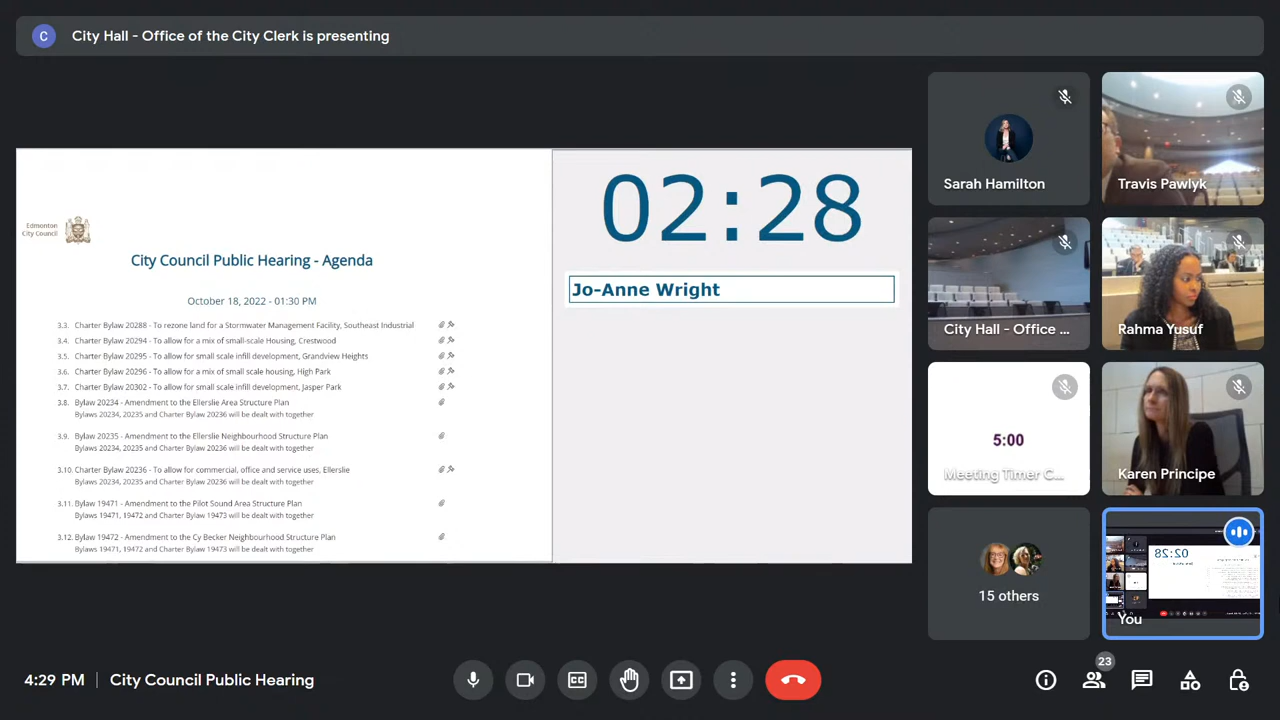 C
City Hall - Office of the City Clerk is presenting
Edmonton
City Council
City Council Public Hearing - Agenda
October 18, 2022 - 01:30 PM
3.3. Charter Bylaw 20288 - To rezone land for a Stormwater Management Facility, Southeast Industrial
3.4. Charter Bylaw 20294 - To allow for a mix of small-scale Housing, Crestwood
3.5. Charter Bylaw 20295 - To allow for small scale infill development, Grandview Heights
3.6. Charter Bylaw 20296 - To allow for a mix of small scale housing, High Park
3.7. Charter Bylaw 20302 - To allow for small scale infill development, Jasper Park
3.8. Bylaw 20234 - Amendment to the Ellerslie Area Structure Plan
Bylaws 20234, 20235 and Charter Bylaw 20236 will be dealt with together
3.9. Bylaw 20235 - Amendment to the Ellerslie Neighbourhood Structure Plan
Bylaws 20234, 20235 and Charter Bylaw 20236 will be dealt with together
3.10. Charter Bylaw 20236 - To allow for commercial, office and service uses, Ellerslie
Bylaws 20234, 20235 and Charter Bylaw 20236 will be dealt with together
3.11. Bylaw 19471 - Amendment to the Pilot Sound Area Structure Plan
Bylaws 19471, 19472 and Charter Bylaw 19473 will be dealt with together
3.12. Bylaw 19472 - Amendment to the Cy Becker Neighbourhood Structure Plan
Bylaws 19471, 19472 and Charter Bylaw 19473 will be dealt with together
02:28
Jo-Anne Wright
Sarah Hamilton
Travis Pawlyk
City Hall - Office ...
Rahma Yusuf
5:00
Meeting Timer C...
Karen Principe
15 others
02:28
You
4:29 PM
City Council Public Hearing
23